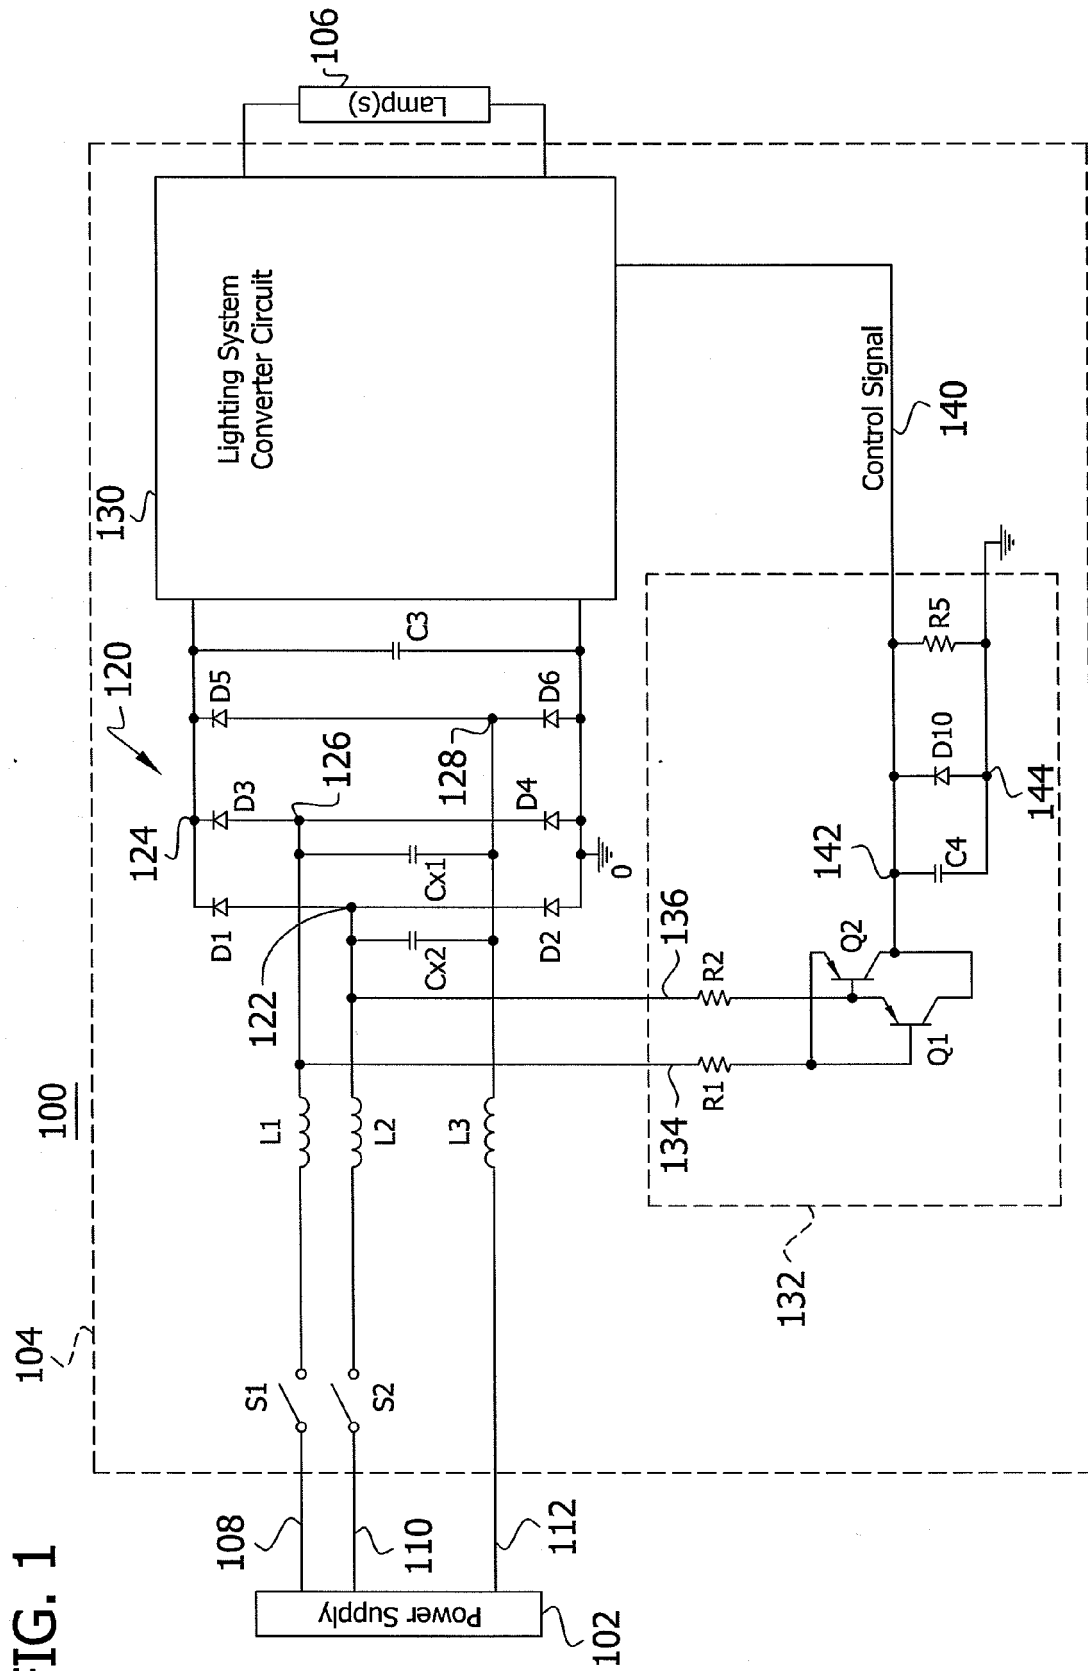 FIG. 1
100
104
120
130
106
Lamp(s)
Lighting System
Converter Circuit
124
D1
D3
D5
126
122
Cx1
Cx2
C3
128
D2
D4
D6
0
S1
S2
L1
L2
L3
108
110
112
Power Supply
102
134
136
R1
R2
Q2
Q1
132
142
C4
D10
R5
144
Control Signal
140